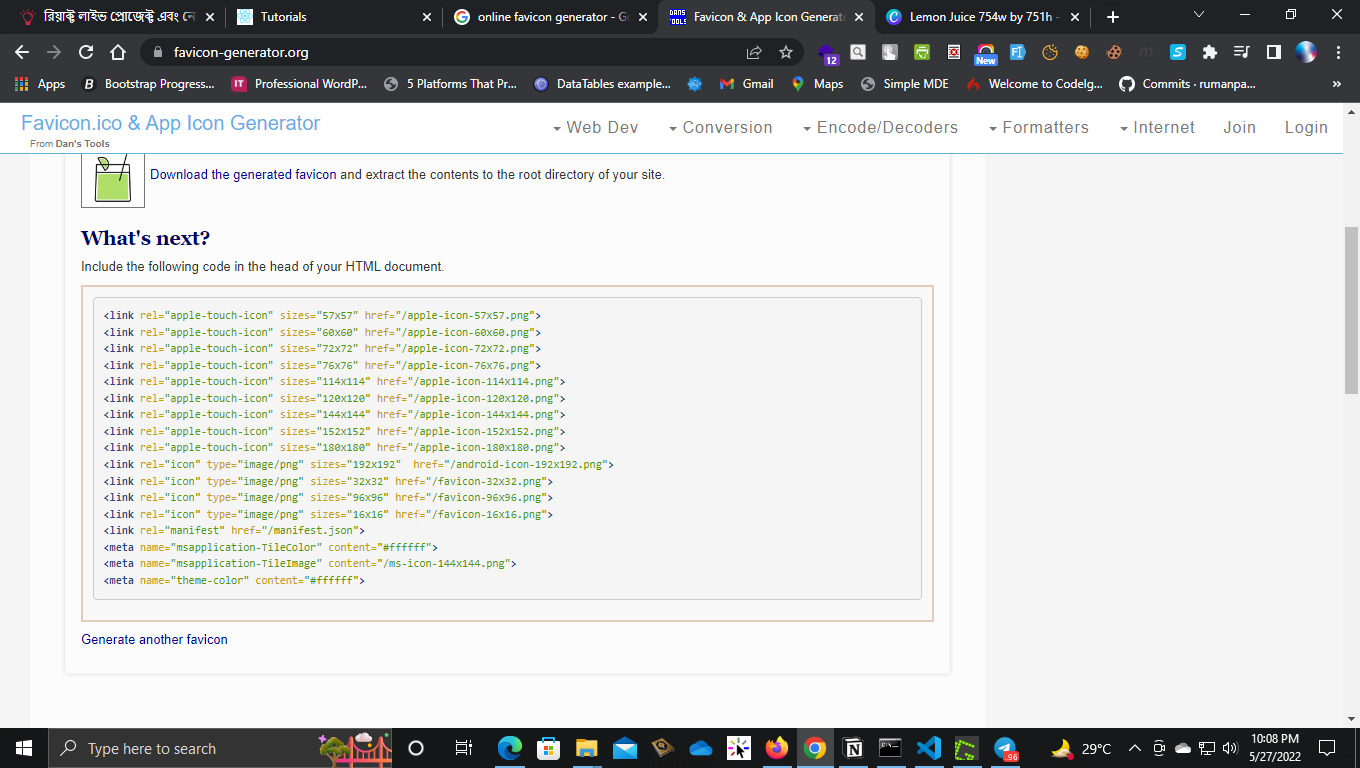 রিয়াক্ট লাইভ প্রোজেক্ট এবং
Tutorials
online favicon generator - Go
Favicon & App Icon Generato
Lemon Juice 754w by 751h -
favicon-generator.org
12
New
Apps
Bootstrap Progress...
Professional WordP...
5 Platforms That Pr...
DataTables example...
Gmail
Maps
Simple MDE
Welcome to CodeIg...
Commits · rumanpa...
»
Favicon.ico & App Icon Generator
From Dan's Tools
Web Dev
Conversion
Encode/Decoders
Formatters
Internet
Join
Login
Download the generated favicon and extract the contents to the root directory of your site.
What's next?
Include the following code in the head of your HTML document.
<link rel="apple-touch-icon" sizes="57x57" href="/apple-icon-57x57.png">
<link rel="apple-touch-icon" sizes="60x60" href="/apple-icon-60x60.png">
<link rel="apple-touch-icon" sizes="72x72" href="/apple-icon-72x72.png">
<link rel="apple-touch-icon" sizes="76x76" href="/apple-icon-76x76.png">
<link rel="apple-touch-icon" sizes="114x114" href="/apple-icon-114x114.png">
<link rel="apple-touch-icon" sizes="120x120" href="/apple-icon-120x120.png">
<link rel="apple-touch-icon" sizes="144x144" href="/apple-icon-144x144.png">
<link rel="apple-touch-icon" sizes="152x152" href="/apple-icon-152x152.png">
<link rel="apple-touch-icon" sizes="180x180" href="/apple-icon-180x180.png">
<link rel="icon" type="image/png" sizes="192x192"  href="/android-icon-192x192.png">
<link rel="icon" type="image/png" sizes="32x32" href="/favicon-32x32.png">
<link rel="icon" type="image/png" sizes="96x96" href="/favicon-96x96.png">
<link rel="icon" type="image/png" sizes="16x16" href="/favicon-16x16.png">
<link rel="manifest" href="/manifest.json">
<meta name="msapplication-TileColor" content="#ffffff">
<meta name="msapplication-TileImage" content="/ms-icon-144x144.png">
<meta name="theme-color" content="#ffffff">
Generate another favicon
Type here to search
29°C
10:08 PM
5/27/2022